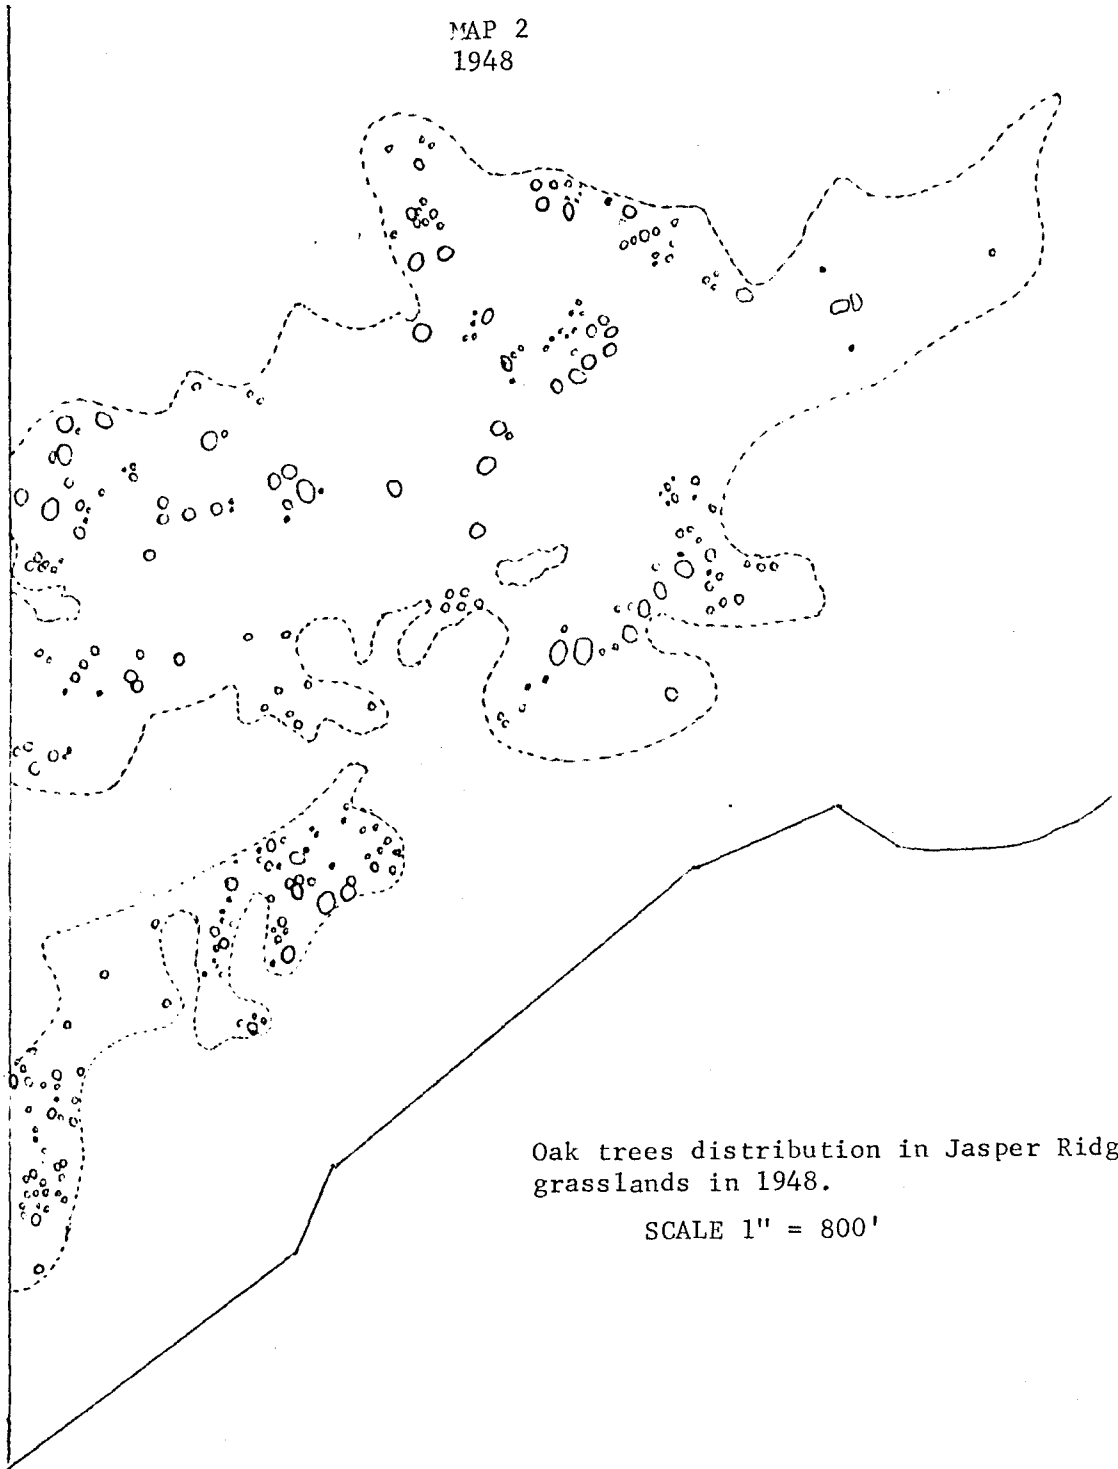 MAP 2
1948
Oak trees distribution in Jasper Ridg
grasslands in 1948.
SCALE 1" = 800'